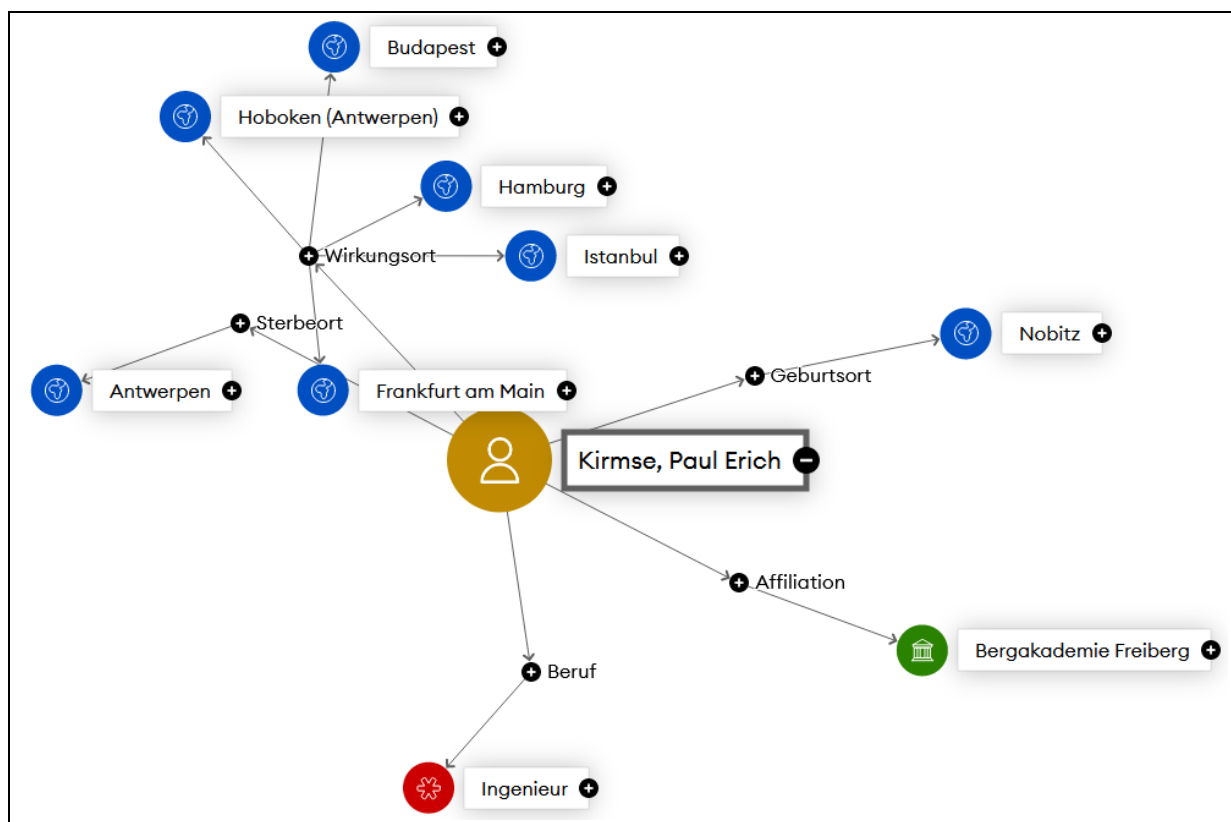 Budapest
Hoboken (Antwerpen)
Hamburg
Wirkungsort
Istanbul
Sterbeort
Nobitz
Geburtsort
Antwerpen
Frankfurt am Main
Kirmse, Paul Erich
Affiliation
Bergakademie Freiberg
Beruf
Ingenieur